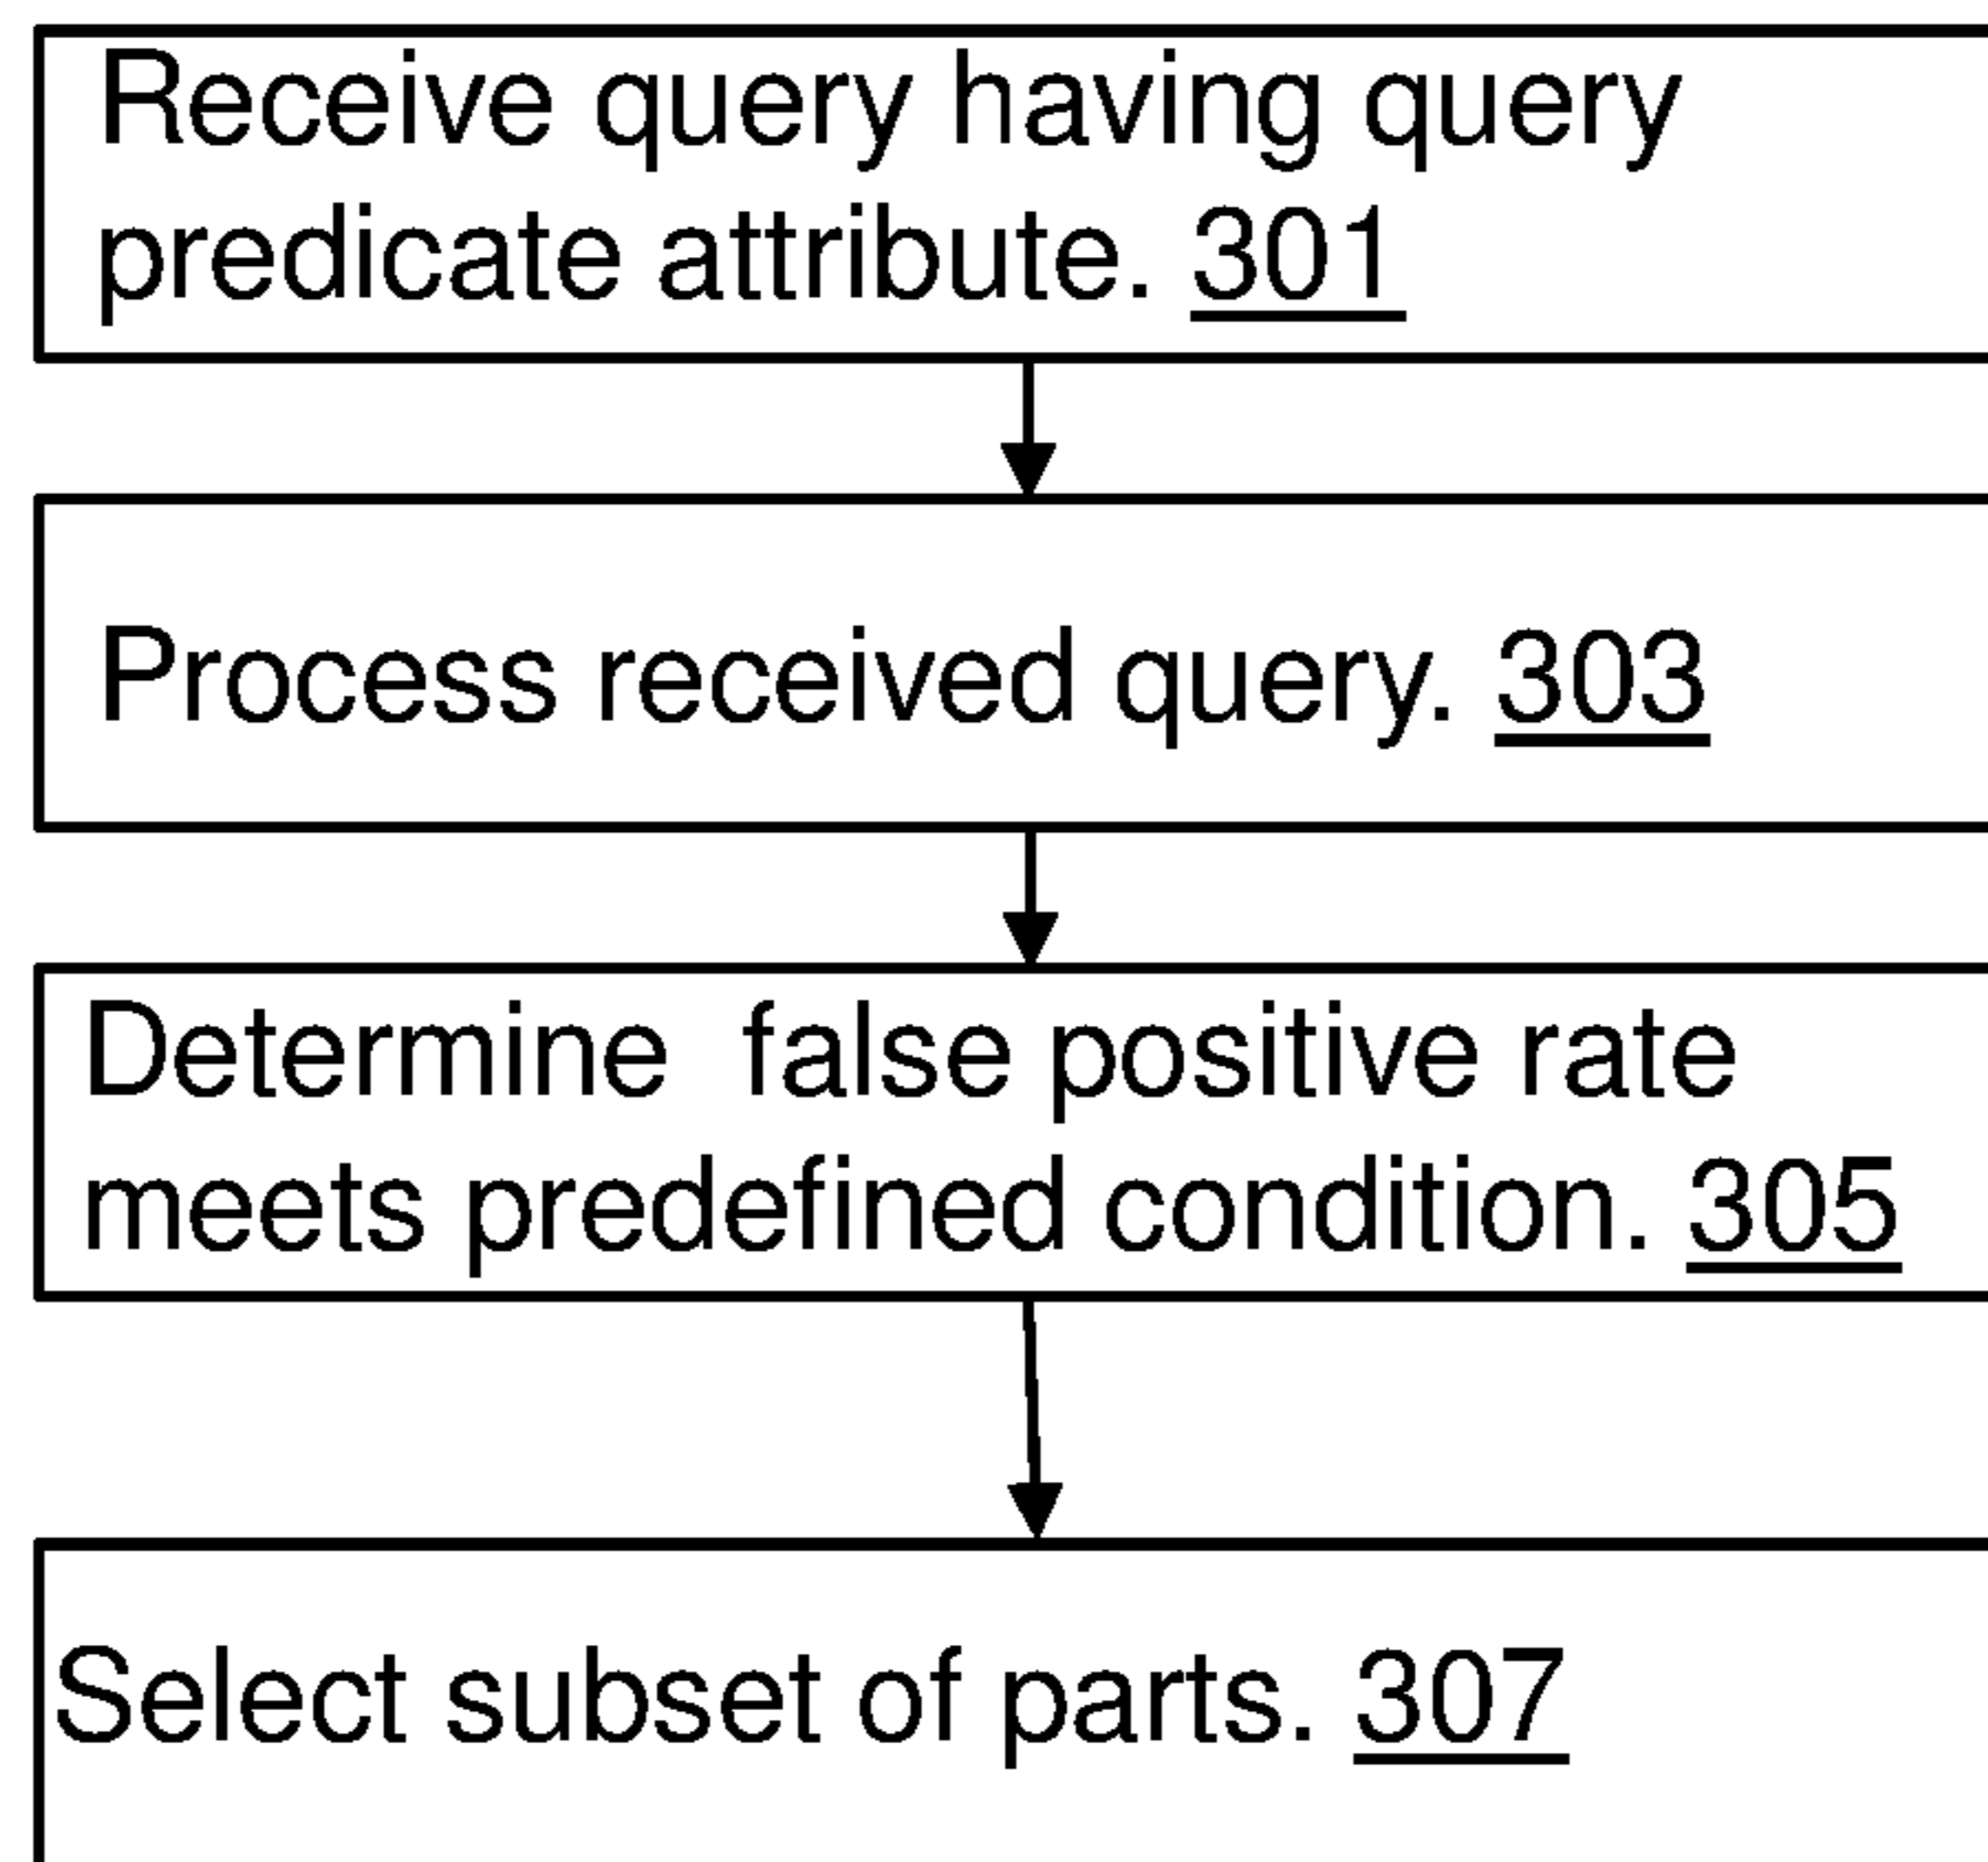 Receive query having query
predicate attribute. 301
Process received query. 303
Determine false positive rate
meets predefined condition. 305
Select subset of parts. 307